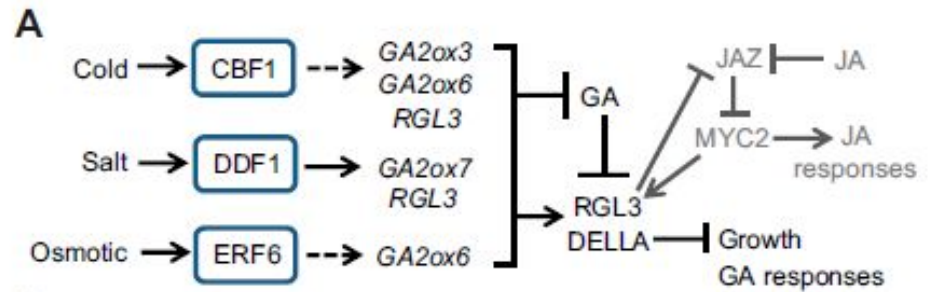 A
Cold
CBF1
GA2ox3
GA2ox6
RGL3
Salt
DDF1
GA2ox7
RGL3
Osmotic
ERF6
GA2ox6
GA
RGL3
DELLA
Growth
GA responses
JAZ
JA
MYC2
JA
responses